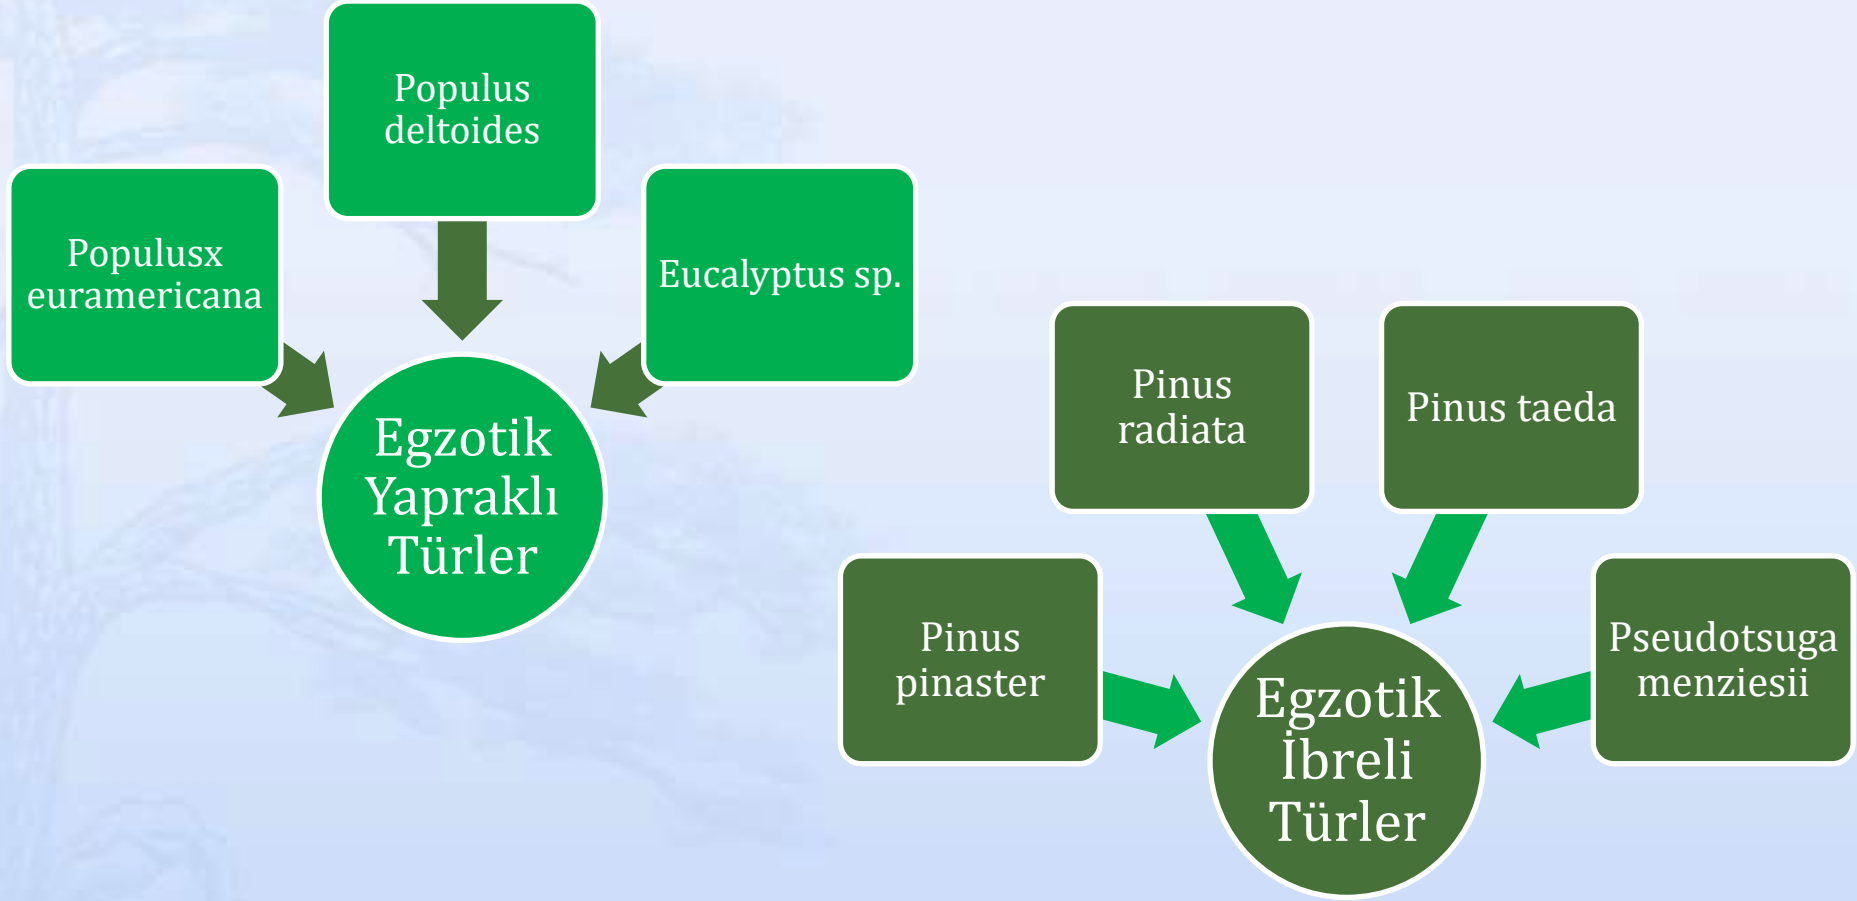 Populus
deltoides
Populusx
euramericana
Eucalyptus sp.
Egzotik
Yapraklı
Türler
Pinus
radiata
Pinus taeda
Pinus
pinaster
Pseudotsuga
menziesii
Egzotik
İbreli
Türler